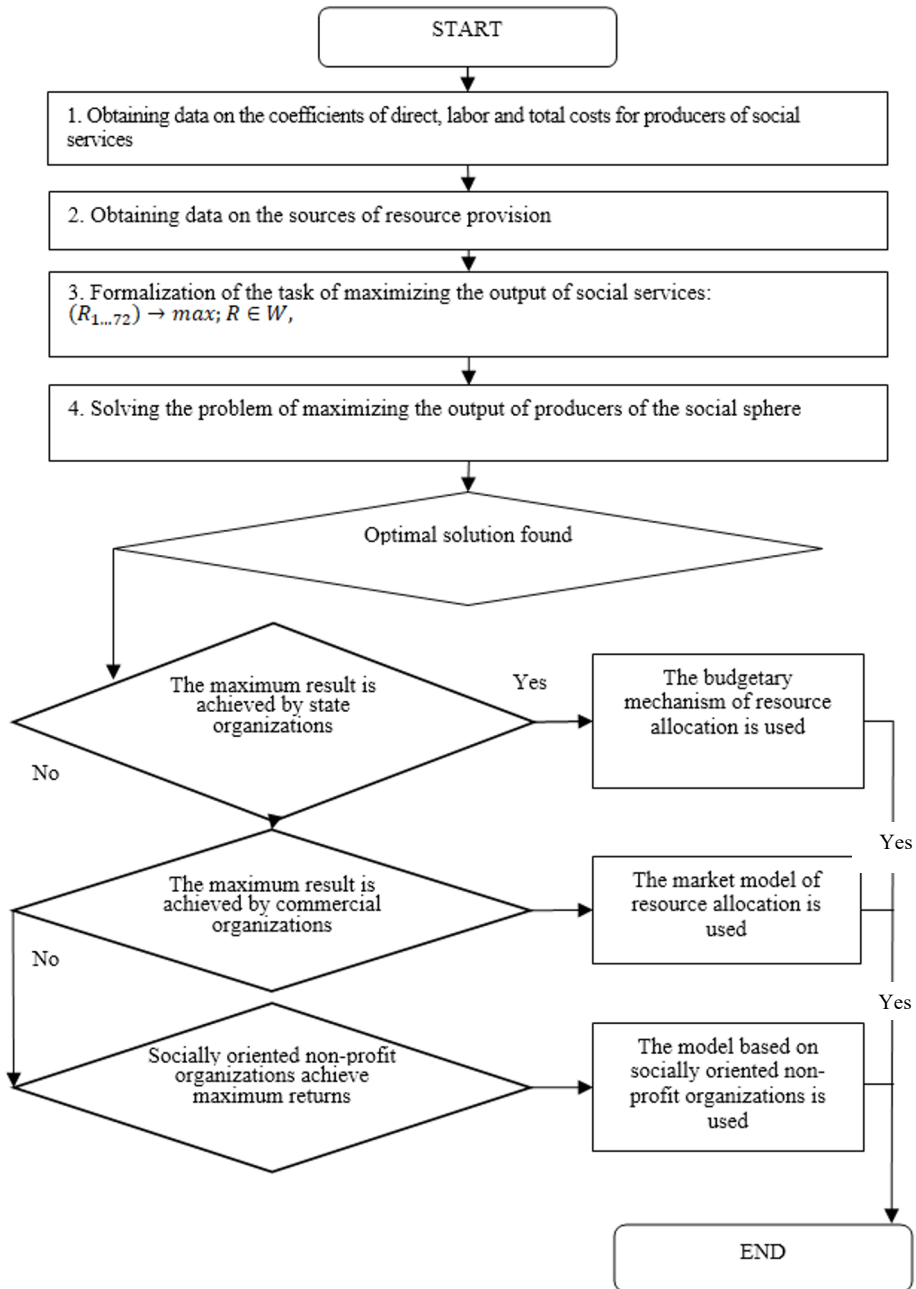 START
1. Obtaining data on the coefficients of direct, labor and total costs for producers of social
services
2. Obtaining data on the sources of resource provision
3. Formalization of the task of maximizing the output of social services:
(R₁…₇₂) → max; R ∈ W,
4. Solving the problem of maximizing the output of producers of the social sphere
Optimal solution found
The maximum result is
achieved by state
organizations
Yes
The budgetary
mechanism of resource
allocation is used
No
Yes
The maximum result is
achieved by commercial
organizations
The market model of
resource allocation is
used
No
Yes
Socially oriented non-profit
organizations achieve
maximum returns
The model based on
socially oriented non-
profit organizations is
used
END